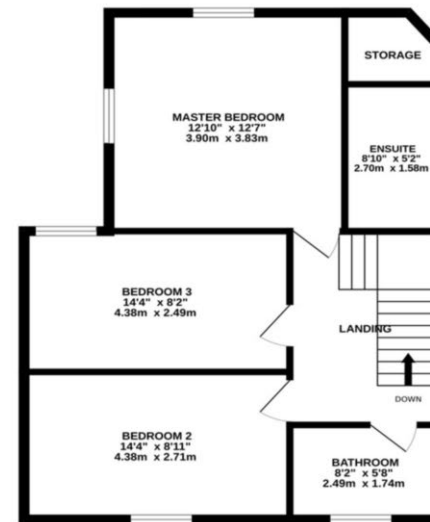 STORAGE
MASTER BEDROOM
12'10" x 12'7"
3.90m x 3.83m
ENSUITE
8'10" x 5'2"
2.70m x 1.58m
BEDROOM 3
14'4" x 8'2"
4.38m x 2.49m
LANDING
DOWN
BEDROOM 2
14'4" x 8'11"
4.38m x 2.71m
BATHROOM
8'2" x 5'8"
2.49m x 1.74m